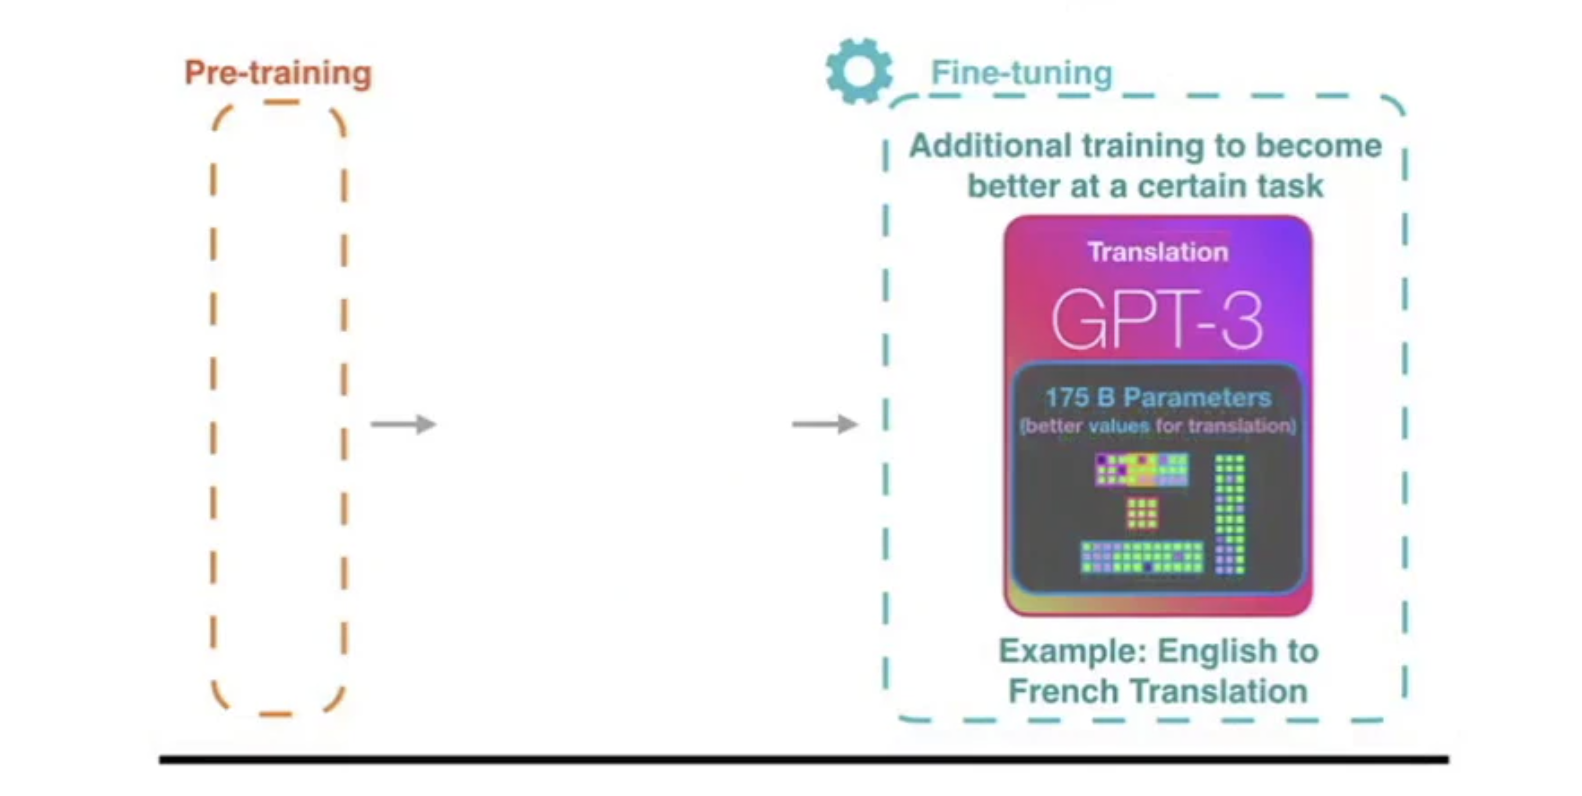 Pre-training
Fine-tuning
Additional training to become
better at a certain task
Translation
GPT-3
175 B Parameters
(better values for translation)
Example: English to
French Translation